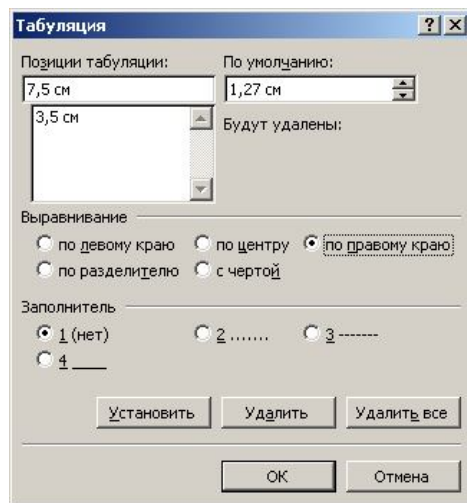 Табуляция
Позиции табуляции: По умолчанию:
7,5 см 1,27 см
3,5 см
Будут удалены:
Выравнивание
по левому краю по центру по правому краю
по разделителю с чертой
Заполнитель
1 (нет) 2 ....... 3 -------
4 ____
Установить Удалить Удалить все
ОК Отмена